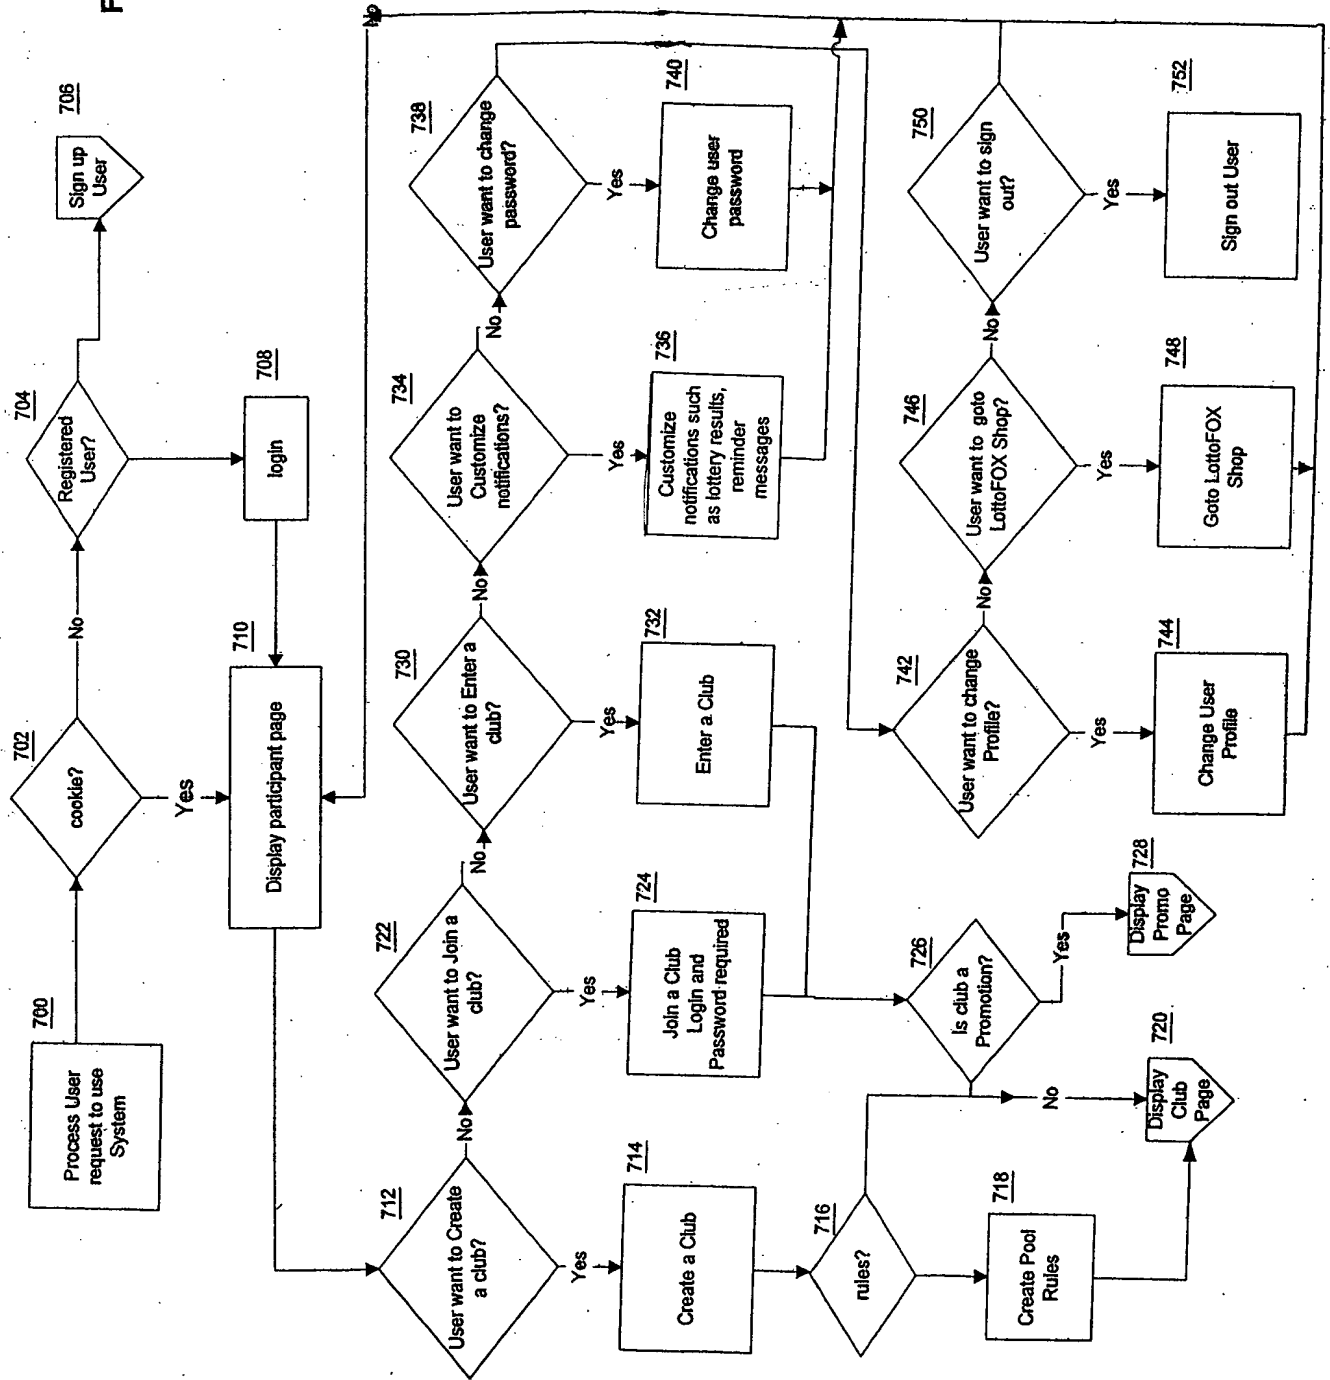 F
700
Process User
request to use
System
702
cookie?
No
Yes
704
Registered
User?
706
Sign up
User
708
login
710
Display participant page
No
712
User want to Create
a club?
No
Yes
714
Create a Club
716
rules?
718
Create Pool
Rules
720
Display
Club
Page
722
User want to Join a
club?
No
Yes
724
Join a Club
LogIn and
Password required
726
Is club a
Promotion?
No
Yes
728
Display
Promo
Page
730
User want to Enter a
club?
No
Yes
732
Enter a Club
734
User want to
Customize
notifications?
No
Yes
736
Customize
notifications such
as lottery results,
reminder
messages
738
User want to change
password?
Yes
740
Change user
password
742
User want to change
Profile?
No
Yes
744
Change User
Profile
746
User want to goto
LottoFOX Shop?
No
Yes
748
Goto LottoFOX
Shop
750
User want to sign
out?
Yes
752
Sign out User